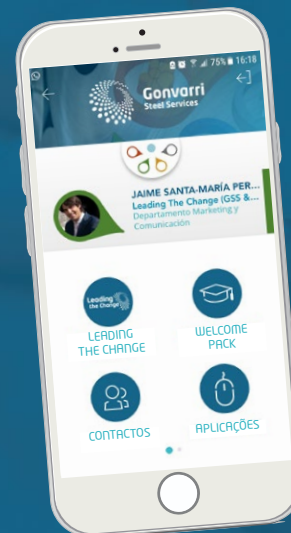 75% 16:18
Gonvarri
Steel Services
JAIME SANTA-MARÍA PER...
Leading The Change (GSS &...
Departamento Marketing y
Comunicación
Leading
the Change
LEADING
THE CHANGE
WELCOME
PACK
CONTACTOS
APLICAÇÕES